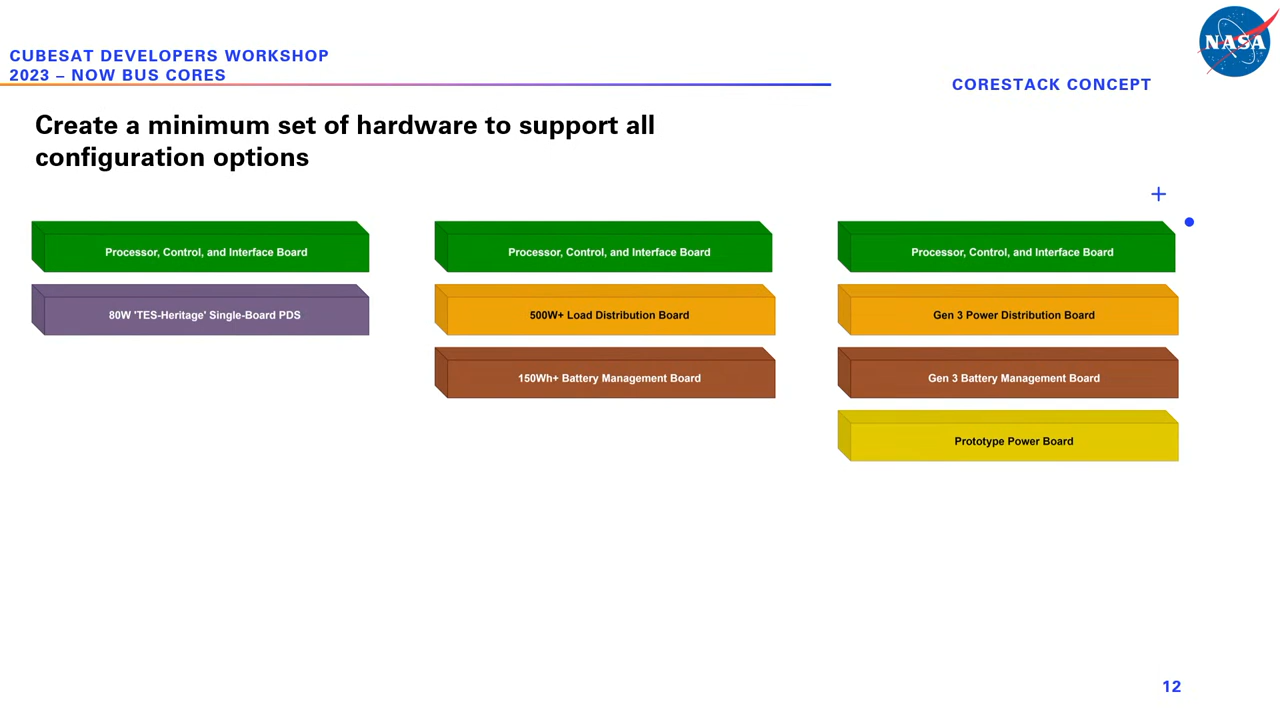 CUBESAT DEVELOPERS WORKSHOP
2023 – NOW BUS CORES
NASA
CORESTACK CONCEPT
Create a minimum set of hardware to support all
configuration options
Processor, Control, and Interface Board
80W 'TES-Heritage' Single-Board PDS
Processor, Control, and Interface Board
500W+ Load Distribution Board
150Wh+ Battery Management Board
Processor, Control, and Interface Board
Gen 3 Power Distribution Board
Gen 3 Battery Management Board
Prototype Power Board
12